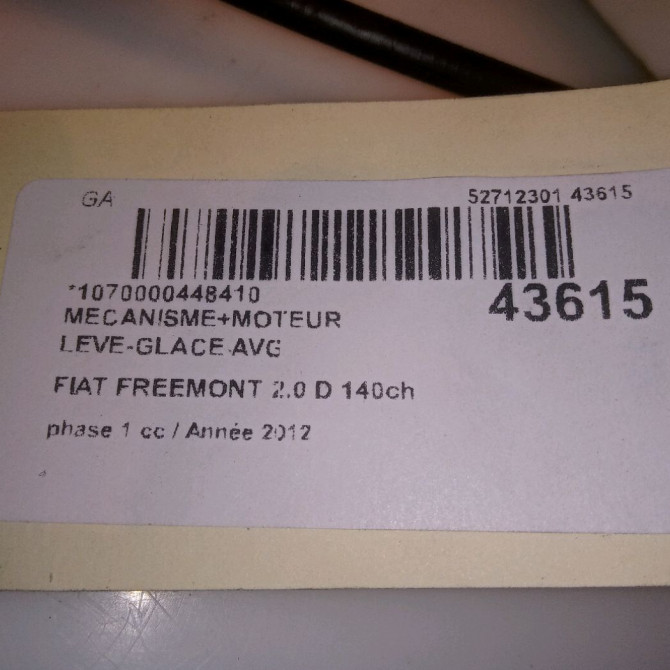 GA
52712301 43615
*1070000448410
43615
MECANISME+MOTEUR
LEVE-GLACE AVG
FIAT FREEMONT 2.0 D 140ch
phase 1 cc / Année 2012